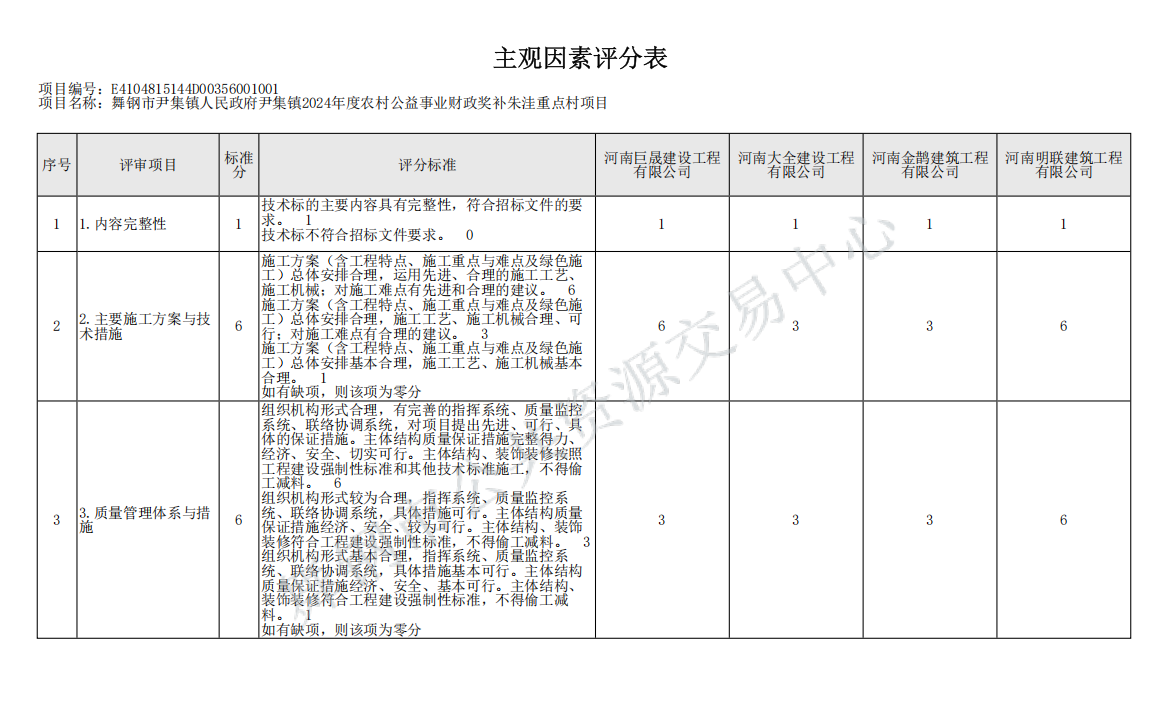 主观因素评分表
项目编号：E4104815144D00356001001
项目名称：舞钢市尹集镇人民政府尹集镇2024年度农村公益事业财政奖补朱洼重点村项目
序号
评审项目
标准
分
评分标准
河南巨晟建设工程
有限公司
河南大全建设工程
有限公司
河南金鹊建筑工程
有限公司
河南明联建筑工程
有限公司
1
1.内容完整性
1
技术标的主要内容具有完整性，符合招标文件的要
求。 1
技术标不符合招标文件要求。 0
1
1
1
1
2
2.主要施工方案与技
术措施
6
施工方案（含工程特点、施工重点与难点及绿色施
工）总体安排合理，运用先进、合理的施工工艺、
施工机械；对施工难点有先进和合理的建议。 6
施工方案（含工程特点、施工重点与难点及绿色施
工）总体安排合理，施工工艺、施工机械合理、可
行；对施工难点有合理的建议。 3
施工方案（含工程特点、施工重点与难点及绿色施
工）总体安排基本合理，施工工艺、施工机械基本
合理。 1
如有缺项，则该项为零分
6
3
3
6
3
3.质量管理体系与措
施
6
组织机构形式合理，有完善的指挥系统、质量监控
系统、联络协调系统，对项目提出先进、可行、具
体的保证措施。主体结构质量保证措施完整得力、
经济、安全、切实可行。主体结构、装饰装修按照
工程建设强制性标准和其他技术标准施工，不得偷
工减料。 6
组织机构形式较为合理，指挥系统、质量监控系
统、联络协调系统，具体措施可行。主体结构质量
保证措施经济、安全、较为可行。主体结构、装饰
装修符合工程建设强制性标准，不得偷工减料。 3
组织机构形式基本合理，指挥系统、质量监控系
统、联络协调系统，具体措施基本可行。主体结构
质量保证措施经济、安全、基本可行。主体结构、
装饰装修符合工程建设强制性标准，不得偷工减
料。 1
如有缺项，则该项为零分
3
3
3
6
资源交易中心